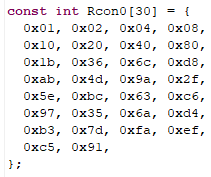 const int Rcon0[30] = {
0x01, 0x02, 0x04, 0x08,
0x10, 0x20, 0x40, 0x80,
0x1b, 0x36, 0x6c, 0xd8,
0xab, 0x4d, 0x9a, 0x2f,
0x5e, 0xbc, 0x63, 0xc6,
0x97, 0x35, 0x6a, 0xd4,
0xb3, 0x7d, 0xfa, 0xef,
0xc5, 0x91,
};